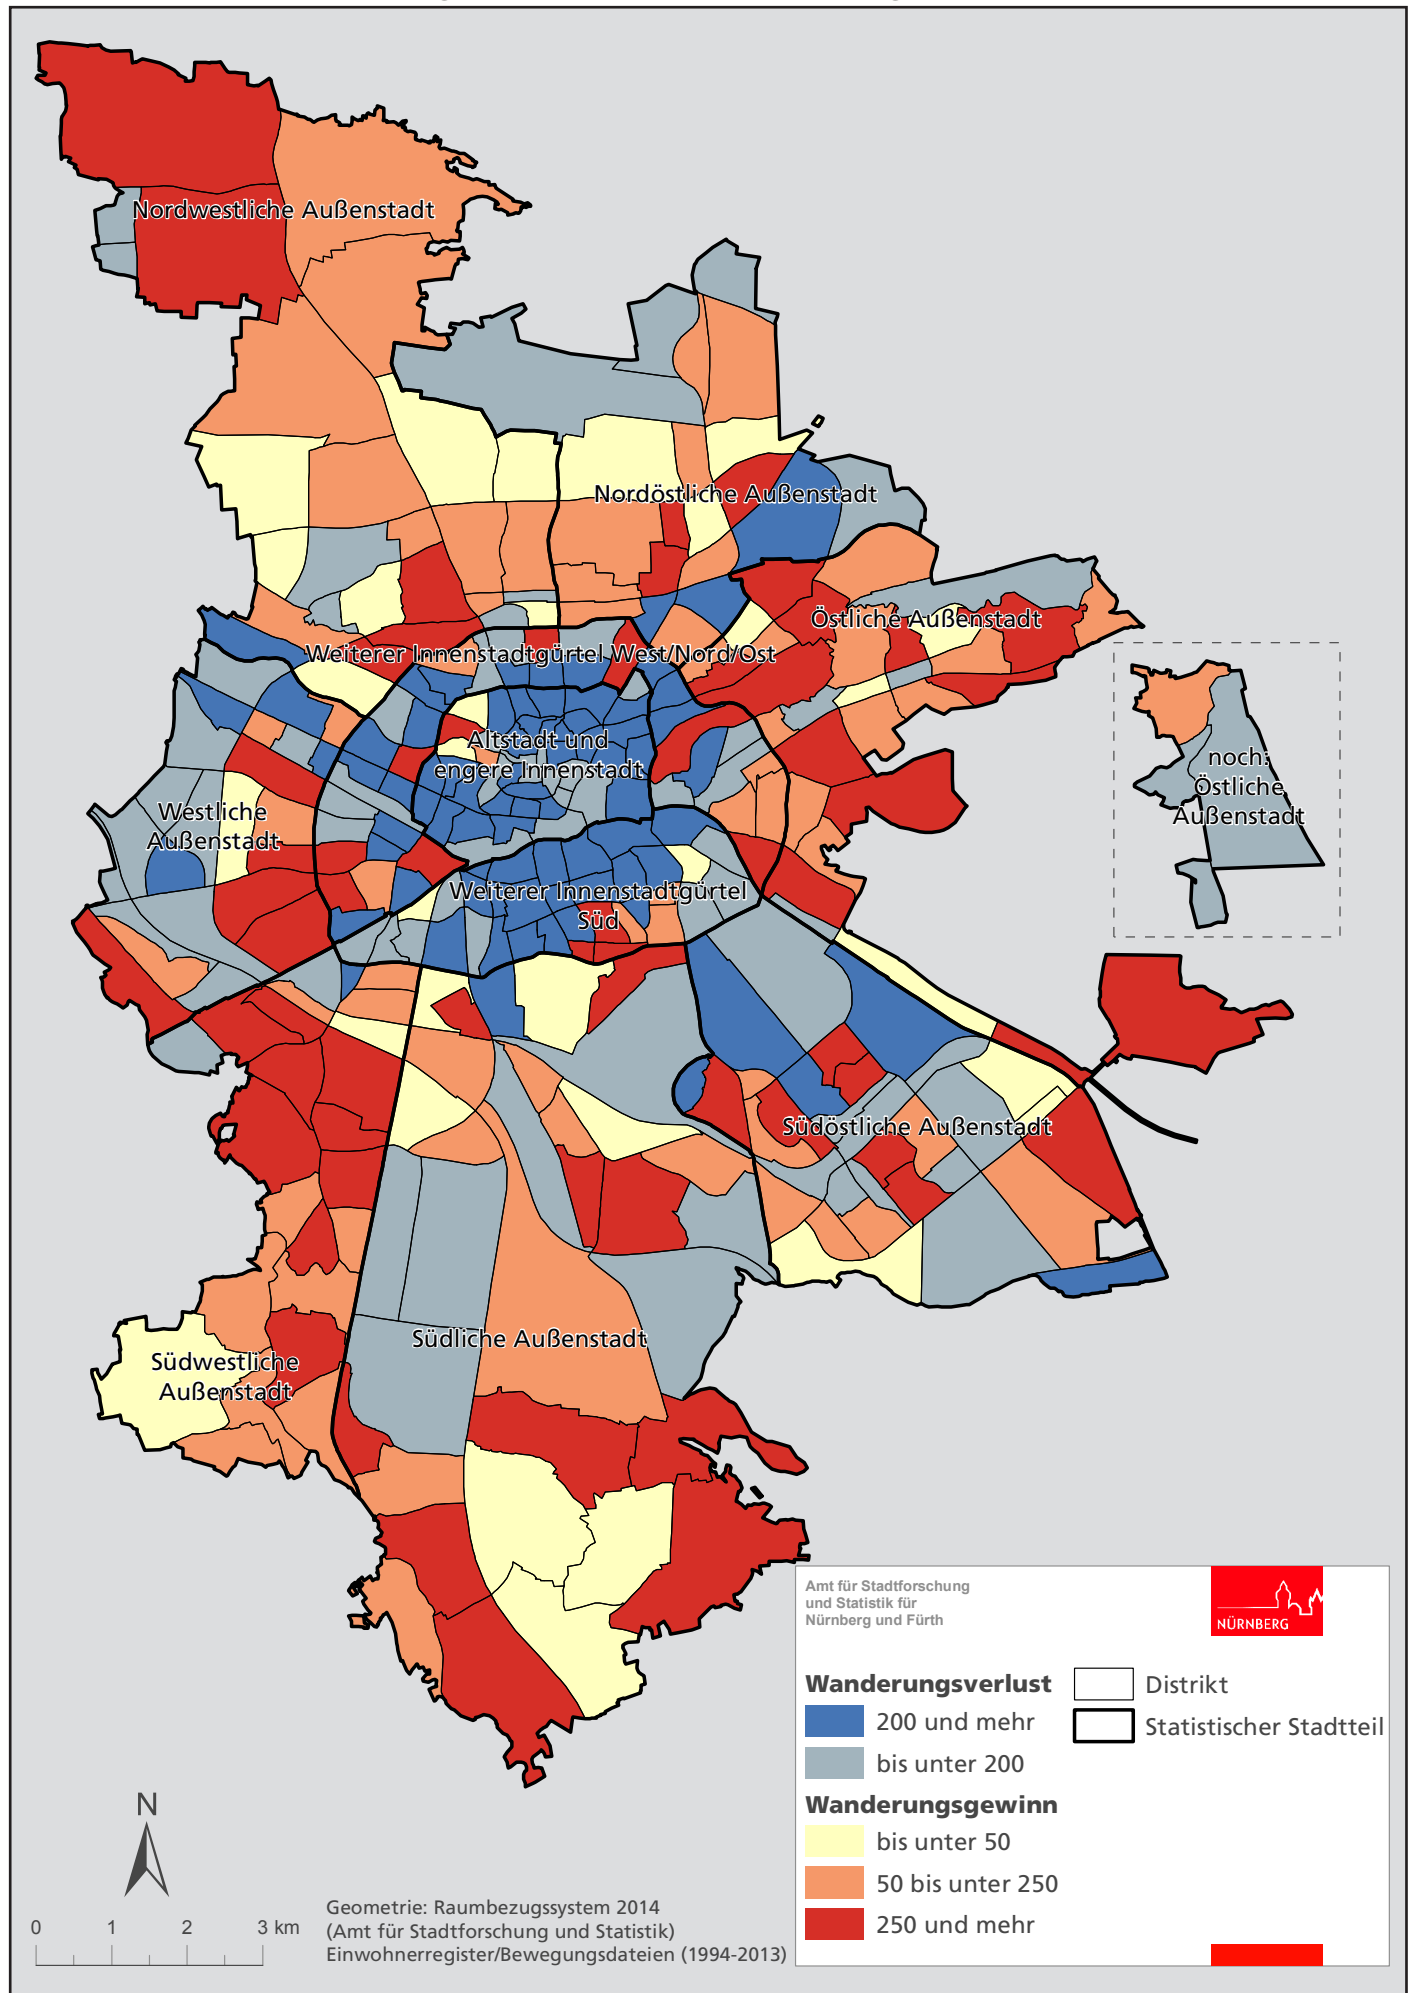 Nordwestliche Außenstadt
Nordöstliche Außenstadt
Östliche Außenstadt
Weiterer Innenstadtgürtel West/Nord/Ost
Altstadt und
engere Innenstadt
noch:
Östliche
Außenstadt
Westliche
Außenstadt
Weiterer Innenstadtgürtel
Süd
Südöstliche Außenstadt
Südliche Außenstadt
Südwestliche
Außenstadt
Amt für Stadtforschung
und Statistik für
Nürnberg und Fürth
NÜRNBERG
Wanderungsverlust
200 und mehr
bis unter 200
Wanderungsgewinn
bis unter 50
50 bis unter 250
250 und mehr
Distrikt
Statistischer Stadtteil
N
0 1 2 3 km
Geometrie: Raumbezugssystem 2014
(Amt für Stadtforschung und Statistik)
Einwohnerregister/Bewegungsdateien (1994-2013)